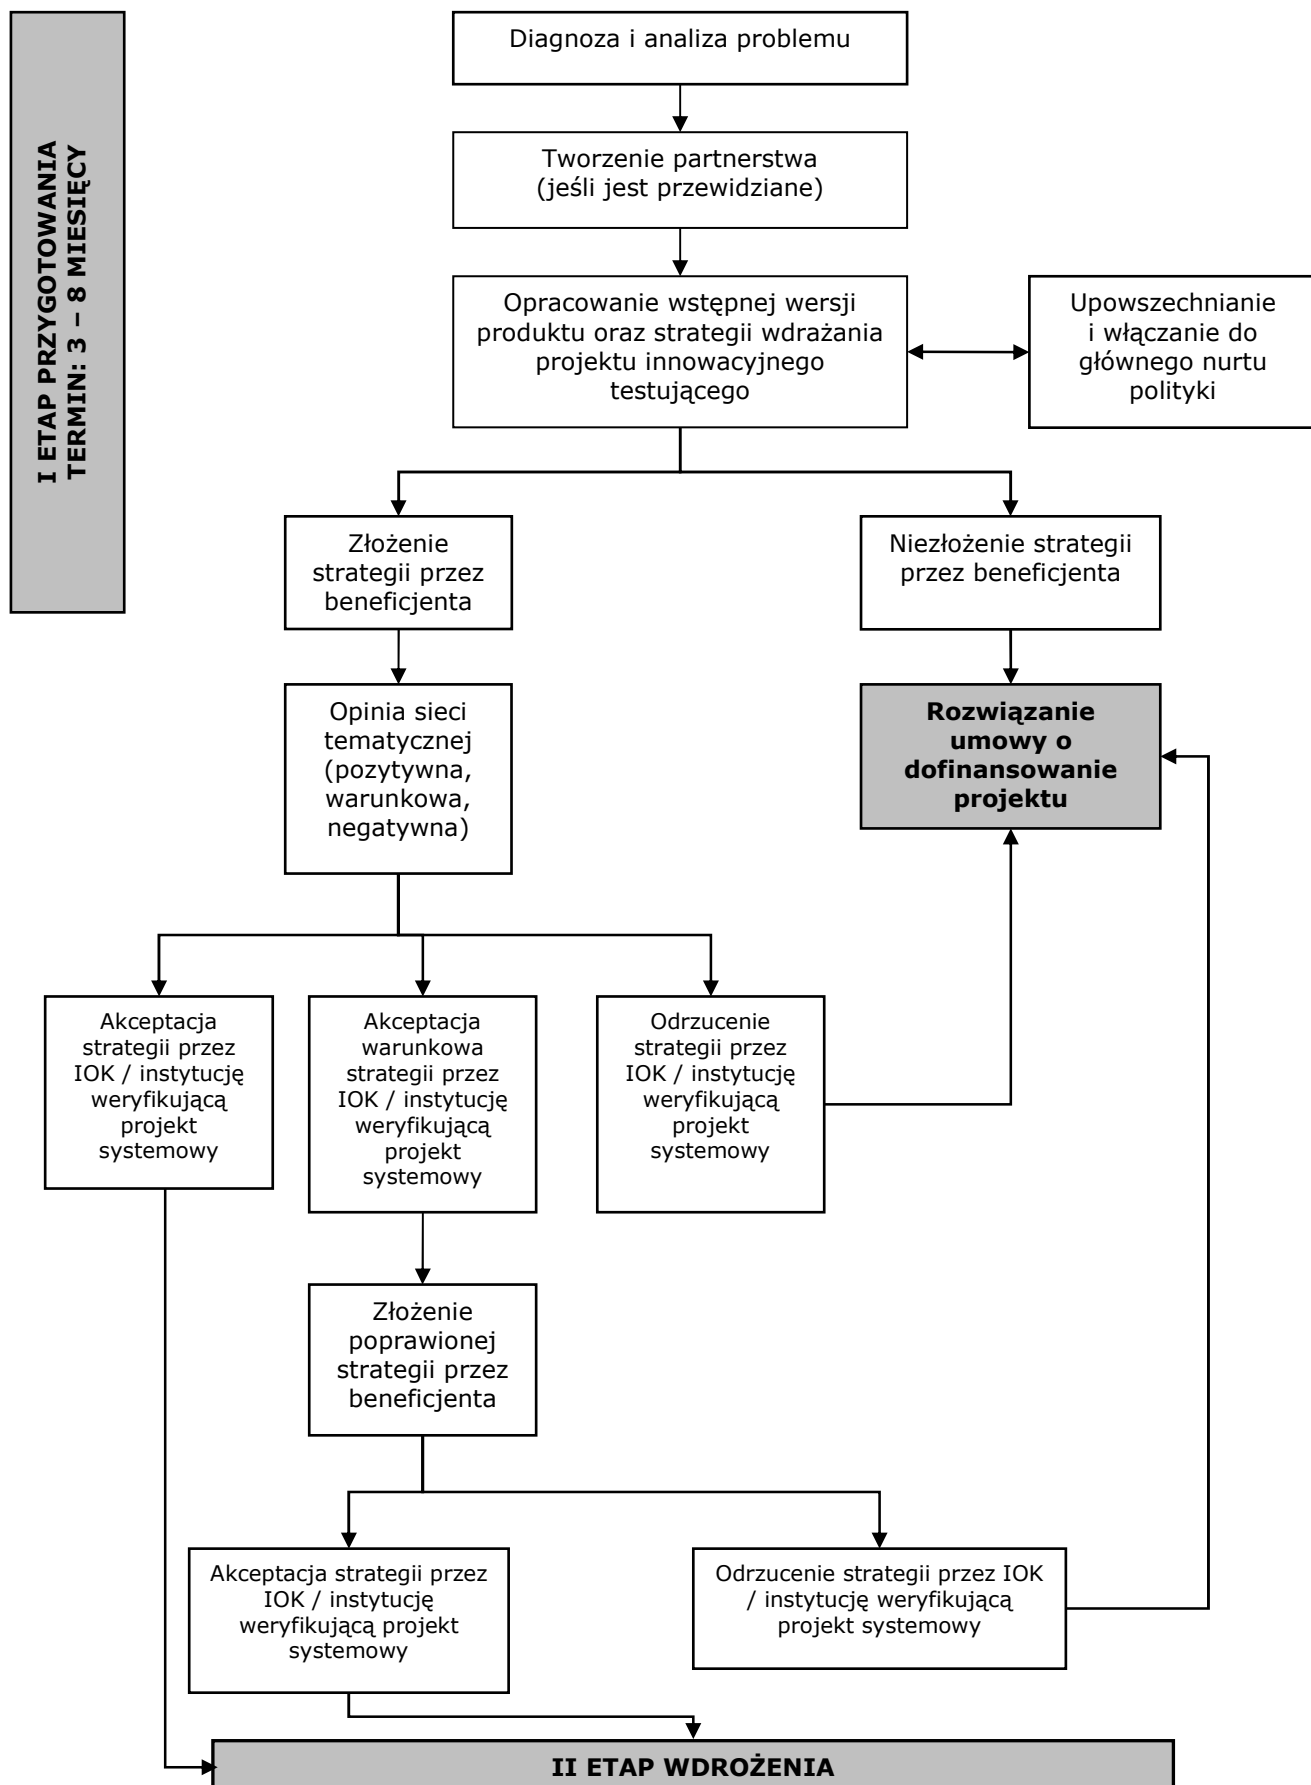 I ETAP PRZYGOTOWANIA
TERMIN: 3 – 8 MIESIĘCY
Diagnoza i analiza problemu
Tworzenie partnerstwa
(jeśli jest przewidziane)
Opracowanie wstępnej wersji
produktu oraz strategii wdrażania
projektu innowacyjnego
testującego
Upowszechnianie
i włączanie do
głównego nurtu
polityki
Złożenie
strategii przez
beneficjenta
Niezłożenie strategii
przez beneficjenta
Opinia sieci
tematycznej
(pozytywna,
warunkowa,
negatywna)
Rozwiązanie
umowy o
dofinansowanie
projektu
Akceptacja
strategii przez
IOK / instytucję
weryfikującą
projekt
systemowy
Akceptacja
warunkowa
strategii przez
IOK / instytucję
weryfikującą
projekt
systemowy
Odrzucenie
strategii przez
IOK / instytucję
weryfikującą
projekt
systemowy
Złożenie
poprawionej
strategii przez
beneficjenta
Akceptacja strategii przez
IOK / instytucję
weryfikującą projekt
systemowy
Odrzucenie strategii przez IOK
/ instytucję weryfikującą
projekt systemowy
II ETAP WDROŻENIA